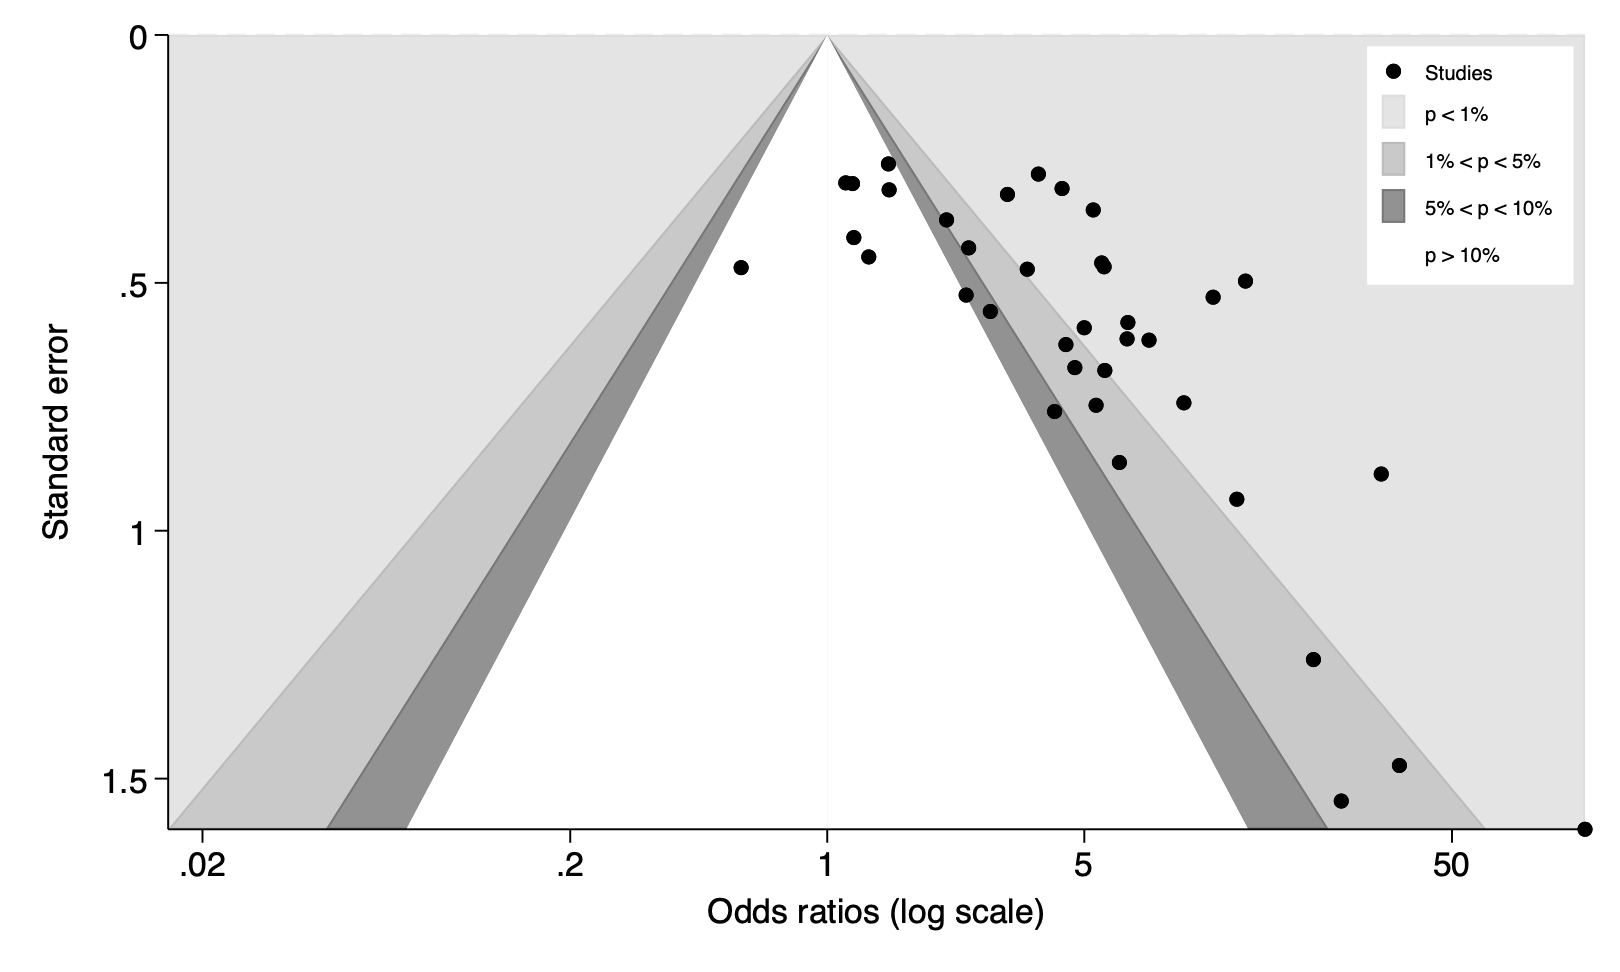 0
.5
1
1.5
Standard error
.02
.2
1
5
50
Odds ratios (log scale)
Studies
p < 1%
1% < p < 5%
5% < p < 10%
p > 10%